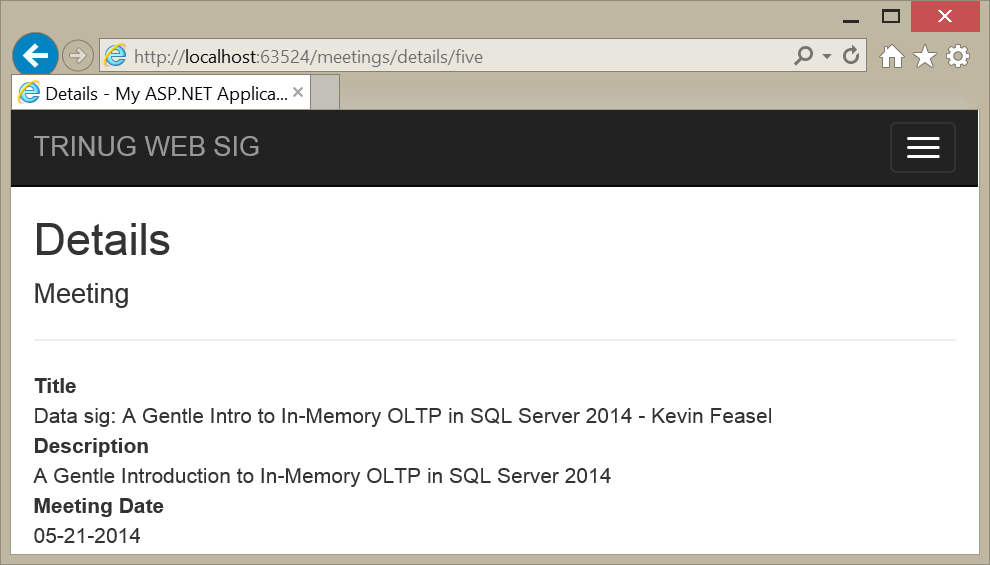 http://localhost:63524/meetings/details/five
Details - My ASP.NET Applica...
TRINUG WEB SIG
Details
Meeting
Title
Data sig: A Gentle Intro to In-Memory OLTP in SQL Server 2014 - Kevin Feasel
Description
A Gentle Introduction to In-Memory OLTP in SQL Server 2014
Meeting Date
05-21-2014